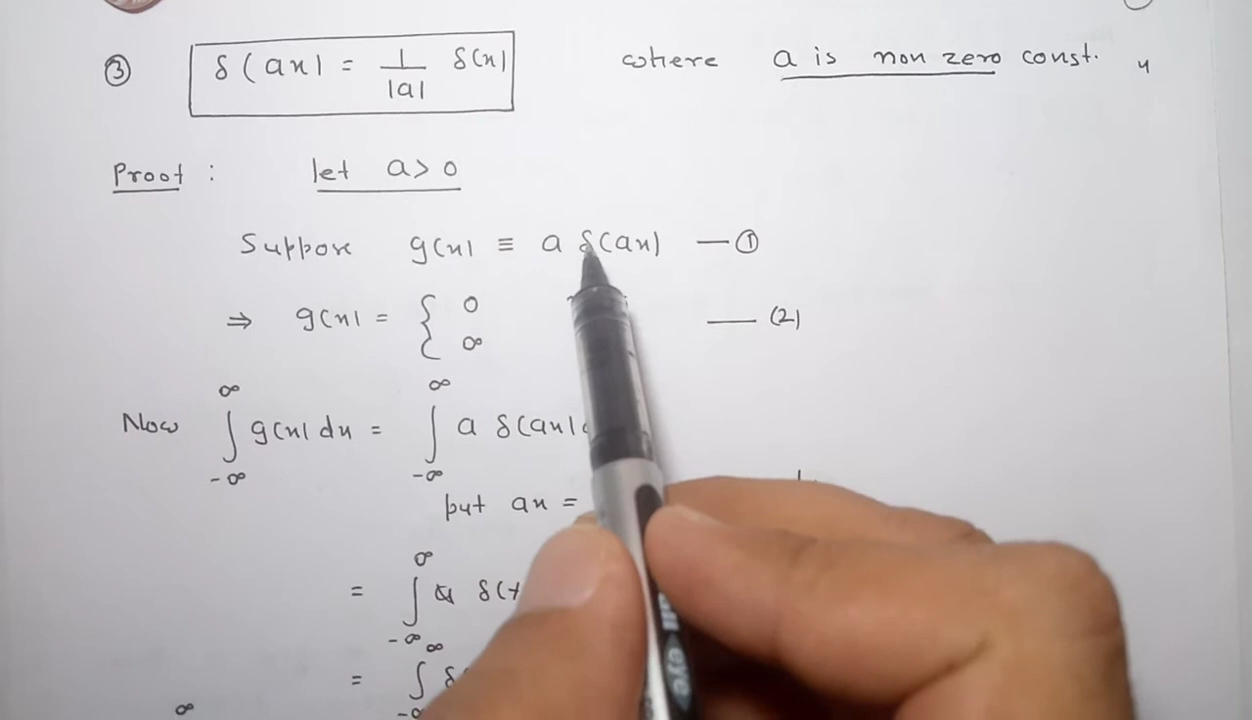 ③ δ(ax) = 1/|a| δ(x) where a is non zero const.
Proof : let a > 0
Suppose g(x) ≡ a δ(ax) — ①
⇒ g(x) = { 0 ∞ — (2)
Now ∫_{-∞}^{∞} g(x) dx = ∫_{-∞}^{∞} a δ(ax)
put ax =
= ∫_{-∞}^{∞} a δ(t
= ∫_{-∞}^{∞} δ
∞
eye